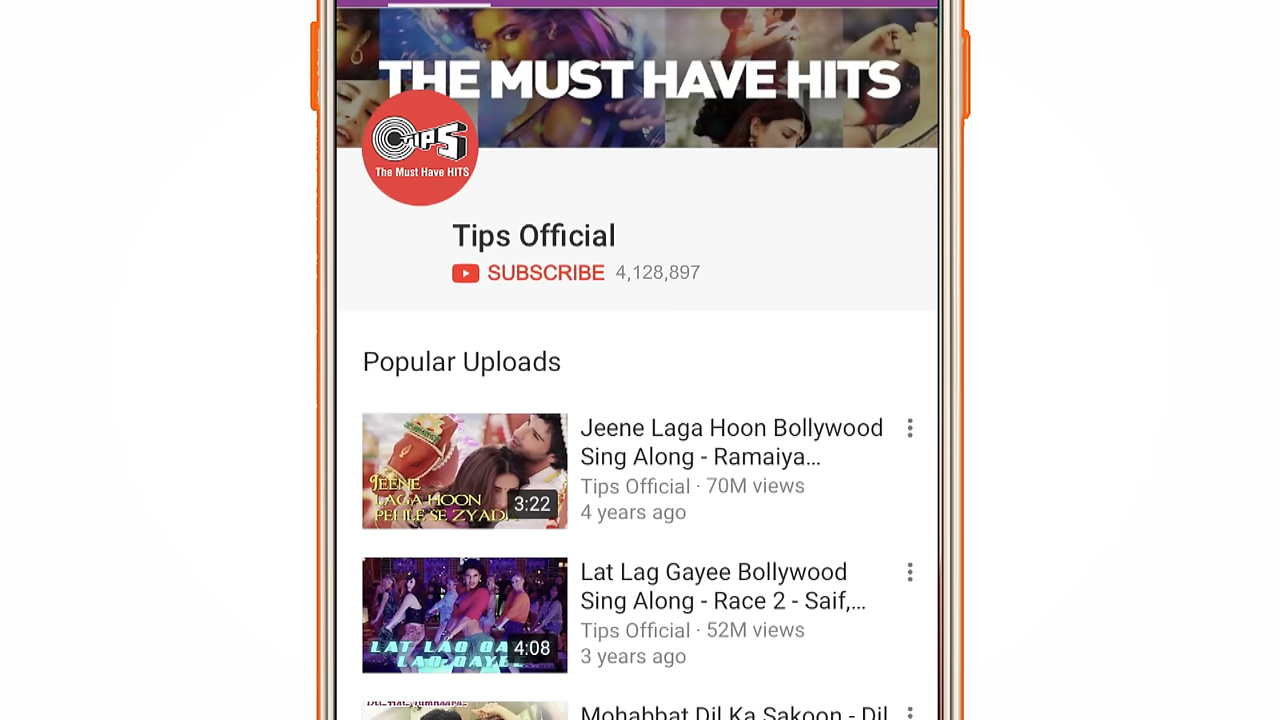 THE MUST HAVE HITS
TIPS
The Must Have HITS
Tips Official
SUBSCRIBE 4,128,897
Popular Uploads
JEENE
LAGA HOON
PEHLE SE ZYADA
3:22
Jeene Laga Hoon Bollywood
Sing Along - Ramaiya...
Tips Official · 70M views
4 years ago
LAT LAG GAYEE
LAG GAYEE
4:08
Lat Lag Gayee Bollywood
Sing Along - Race 2 - Saif,...
Tips Official · 52M views
3 years ago
Mohabbat Dil Ka Sakoon - Dil